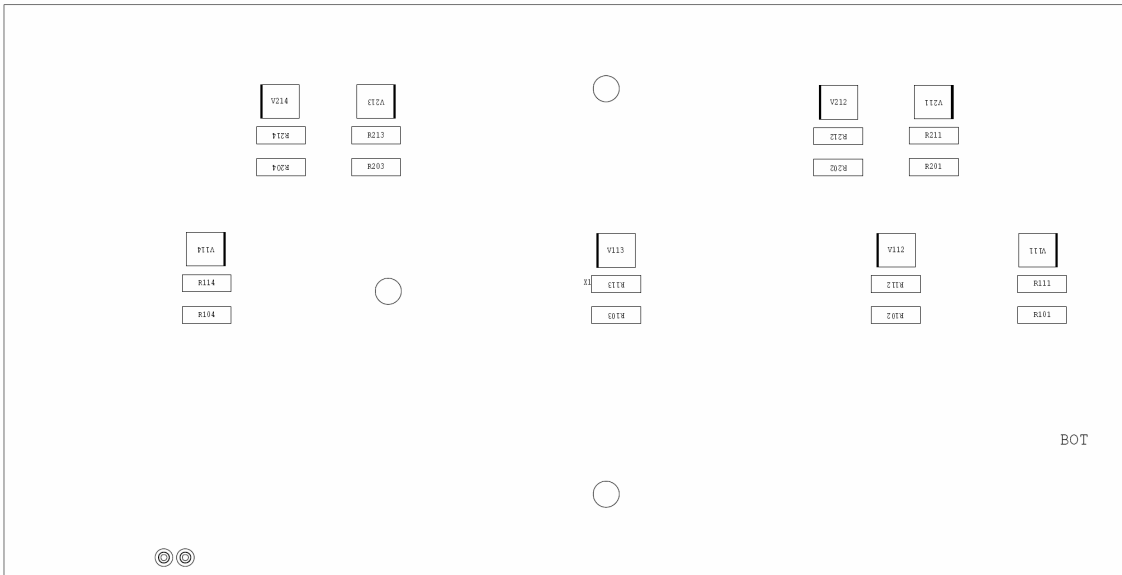 V214 V213 V212 V211
R214 R213 R212 R211
R204 R203 R202 R201
V114 V113 V112 V111
R114 X1 R113 R112 R111
R104 R103 R102 R101
BOT